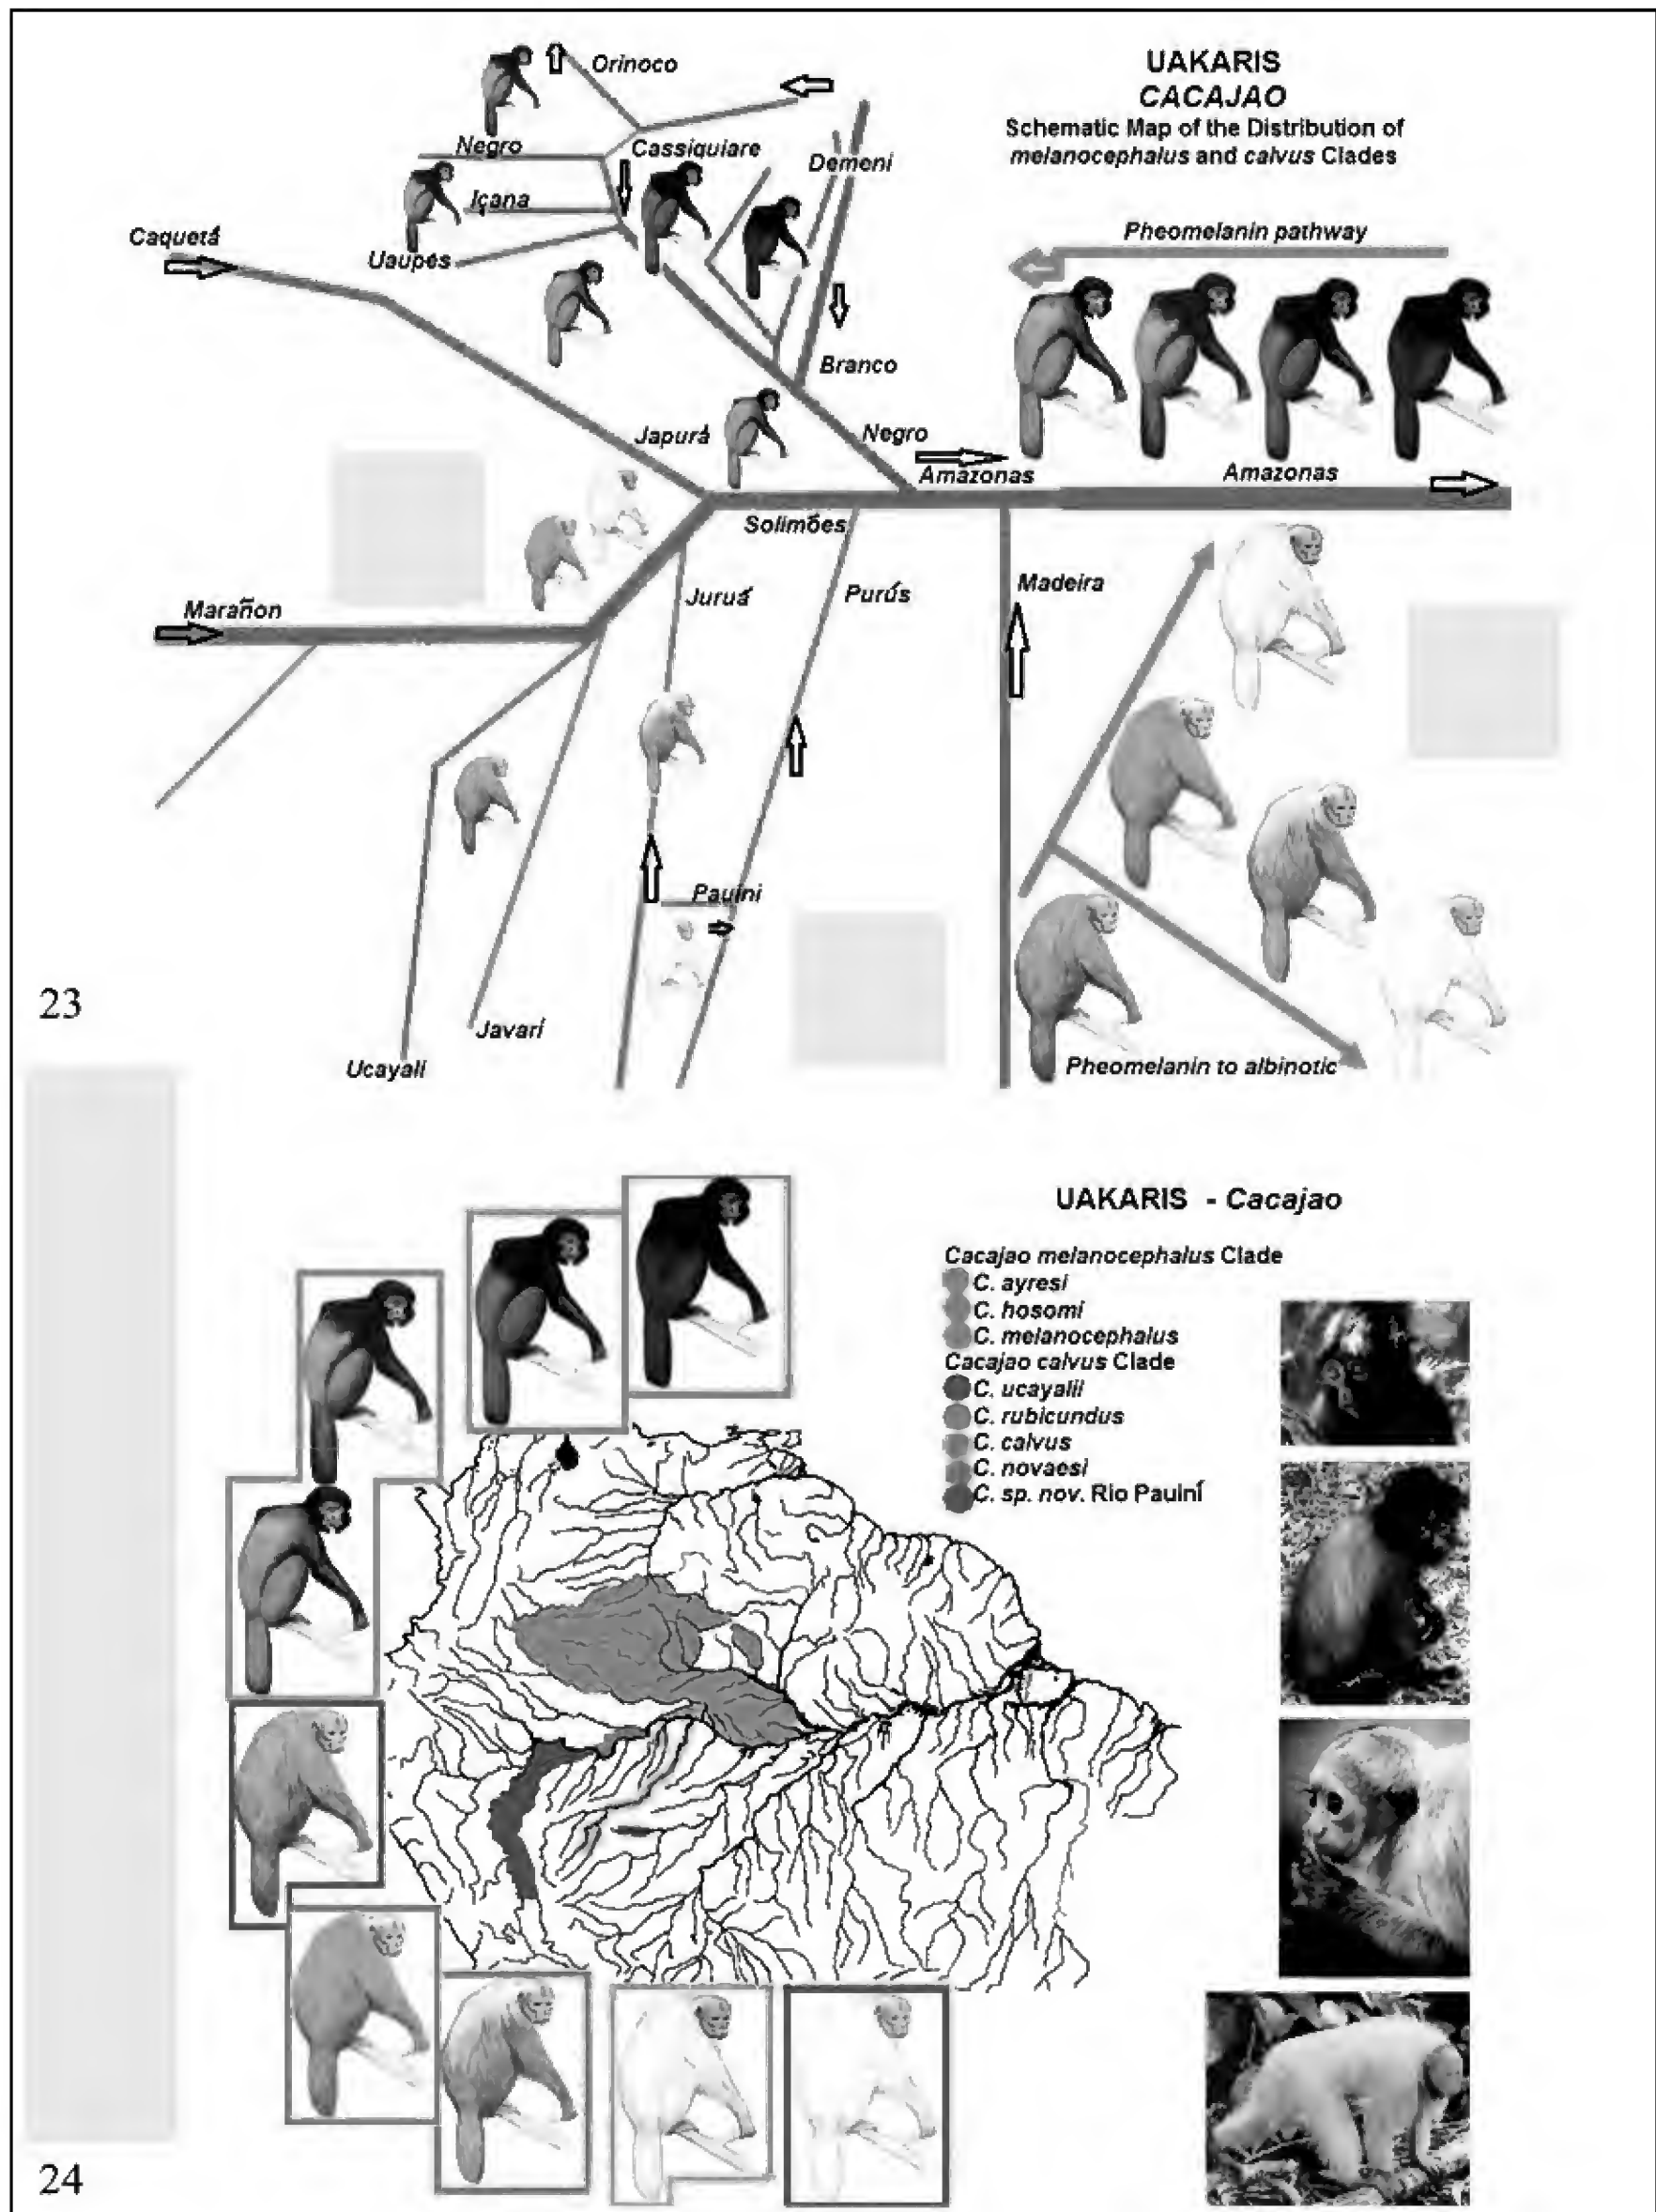 UAKARIS
CACAJAO
Schematic Map of the Distribution of
melanocephalus and calvus Clades
Orinoco
Negro
Cassiquiare
Demeni
Içana
Caquetá
Uaupés
Pheomelanin pathway
Branco
Japurá
Negro
Amazonas
Amazonas
Solimões
Marañon
Juruá
Purús
Madeira
Pauini
23
Javarí
Ucayali
Pheomelanin to albinotic
UAKARIS - Cacajao
Cacajao melanocephalus Clade
C. ayresi
C. hosomi
C. melanocephalus
Cacajao calvus Clade
C. ucayalii
C. rubicundus
C. calvus
C. novaesi
C. sp. nov. Rio Pauiní
24